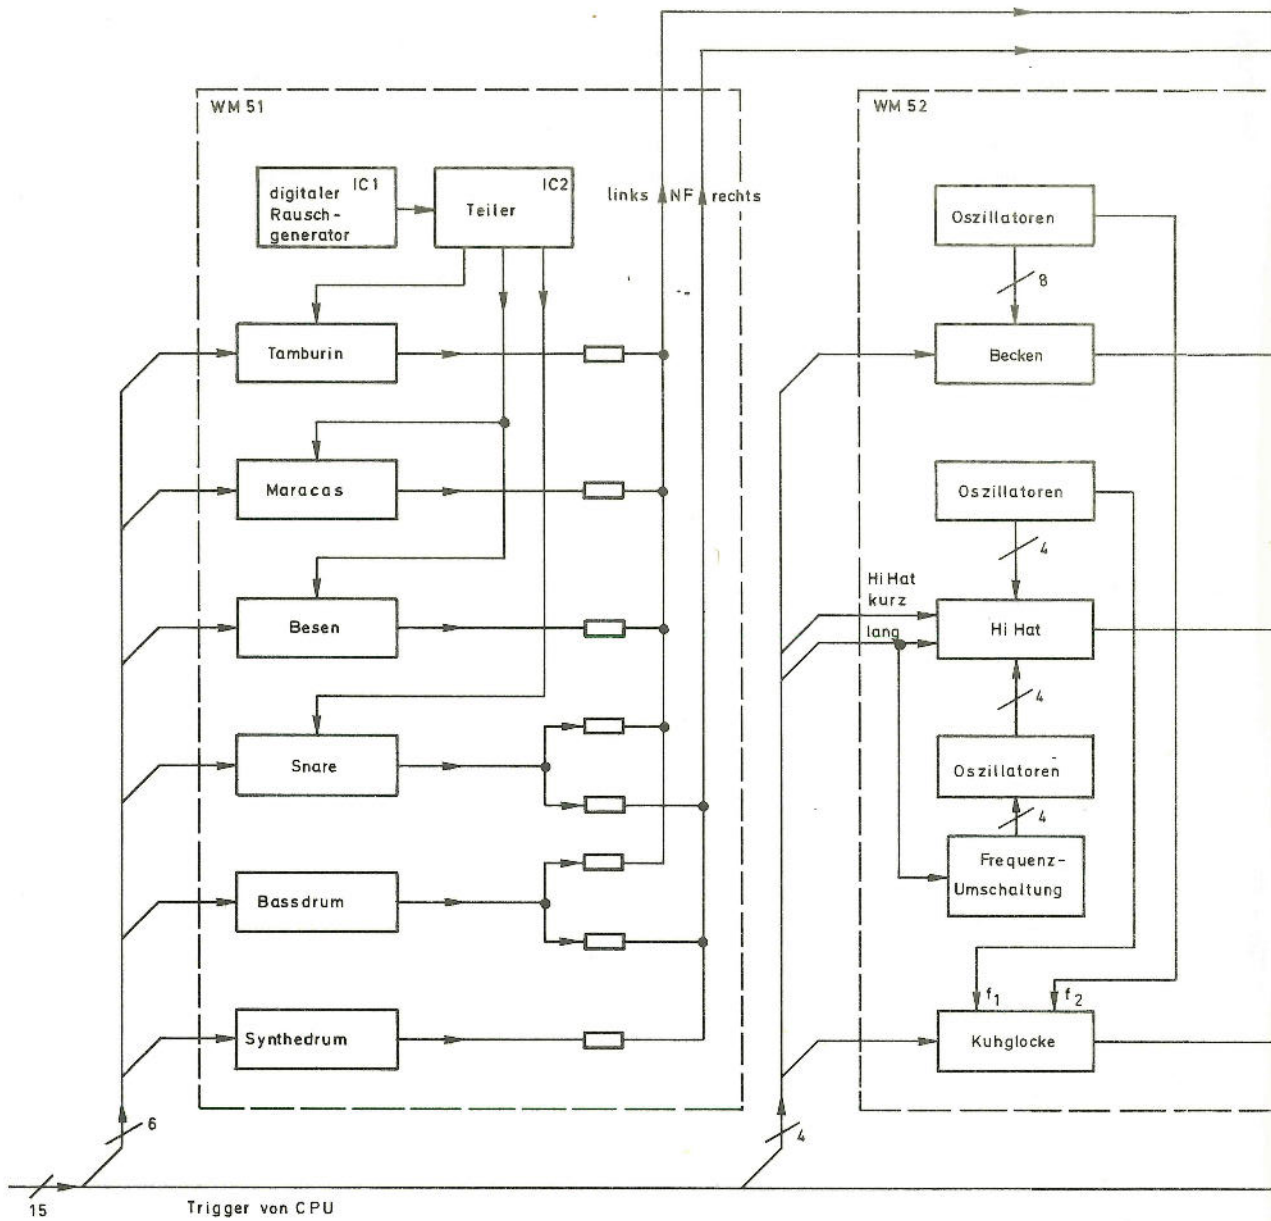 WM 51
digitaler
Rausch-
generator
IC1
Teiler
IC2
links NF rechts
Tamburin
Maracas
Besen
Snare
Bassdrum
Synthedrum
6
15
Trigger von CPU
WM 52
Oszillatoren
8
Becken
Oszillatoren
4
Hi Hat
kurz
lang
Hi Hat
4
Oszillatoren
4
Frequenz-
Umschaltung
f1
f2
Kuhglocke
4